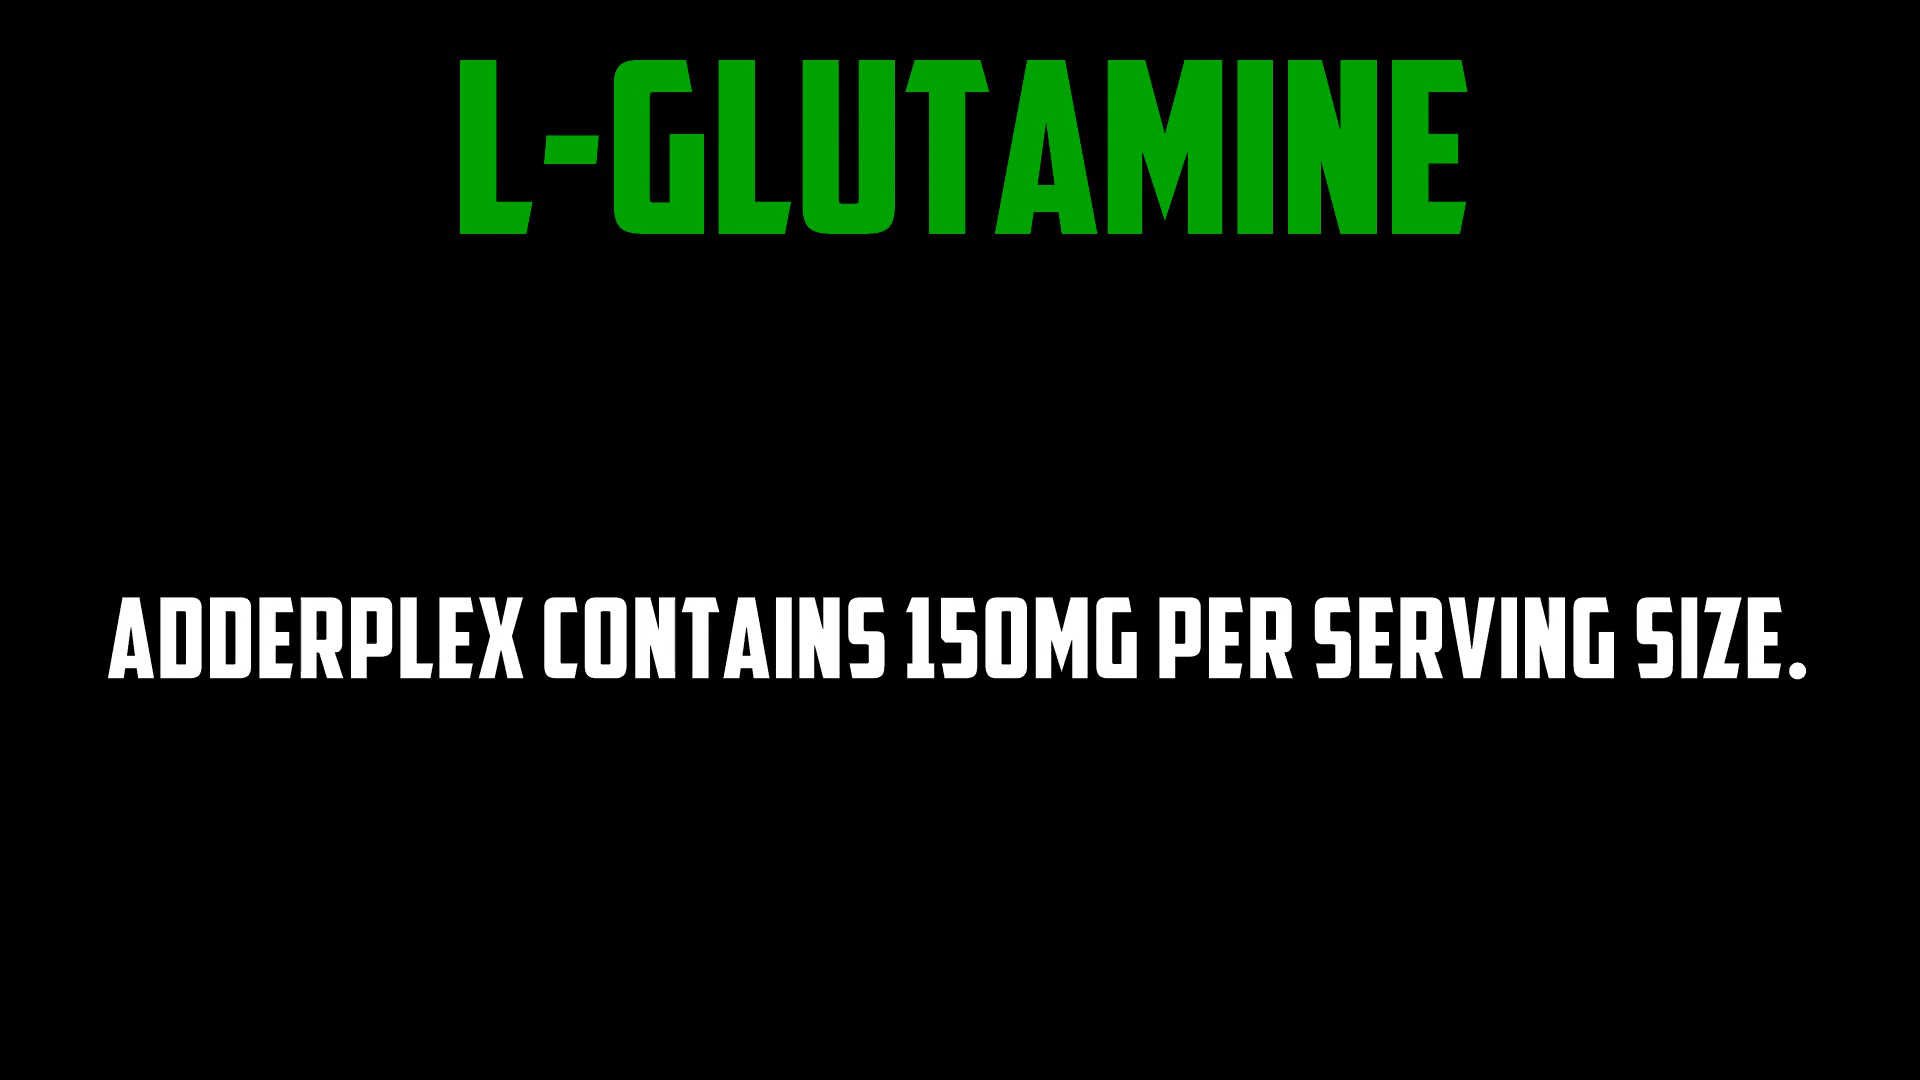 L-GLUTAMINE
ADDERPLEX CONTAINS 150MG PER SERVING SIZE.